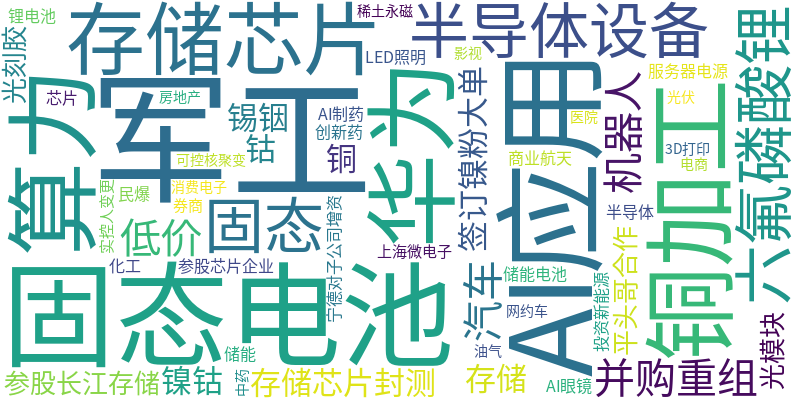 锂电池
存储芯片
稀土永磁
半导体设备
光刻胶
LED照明
影视
服务器电源
六氟磷酸锂
芯片
房地产
军工
锡铟
钴
AI制药
创新药
华为
签订镍粉大单
AI应用
医院
机器人
光伏
算力
可控核聚变
铜
商业航天
3D打印
电商
铜加工
实控人变更
民爆
消费电子
券商
低价
固态
宁德对子公司增资
半导体
化工
参股芯片企业
上海微电子
汽车
储能电池
投资新能源
平头哥合作
固态电池
网约车
油气
光模块
储能
参股长江存储
镍钴
中药
存储芯片封测
存储
AI眼镜
并购重组